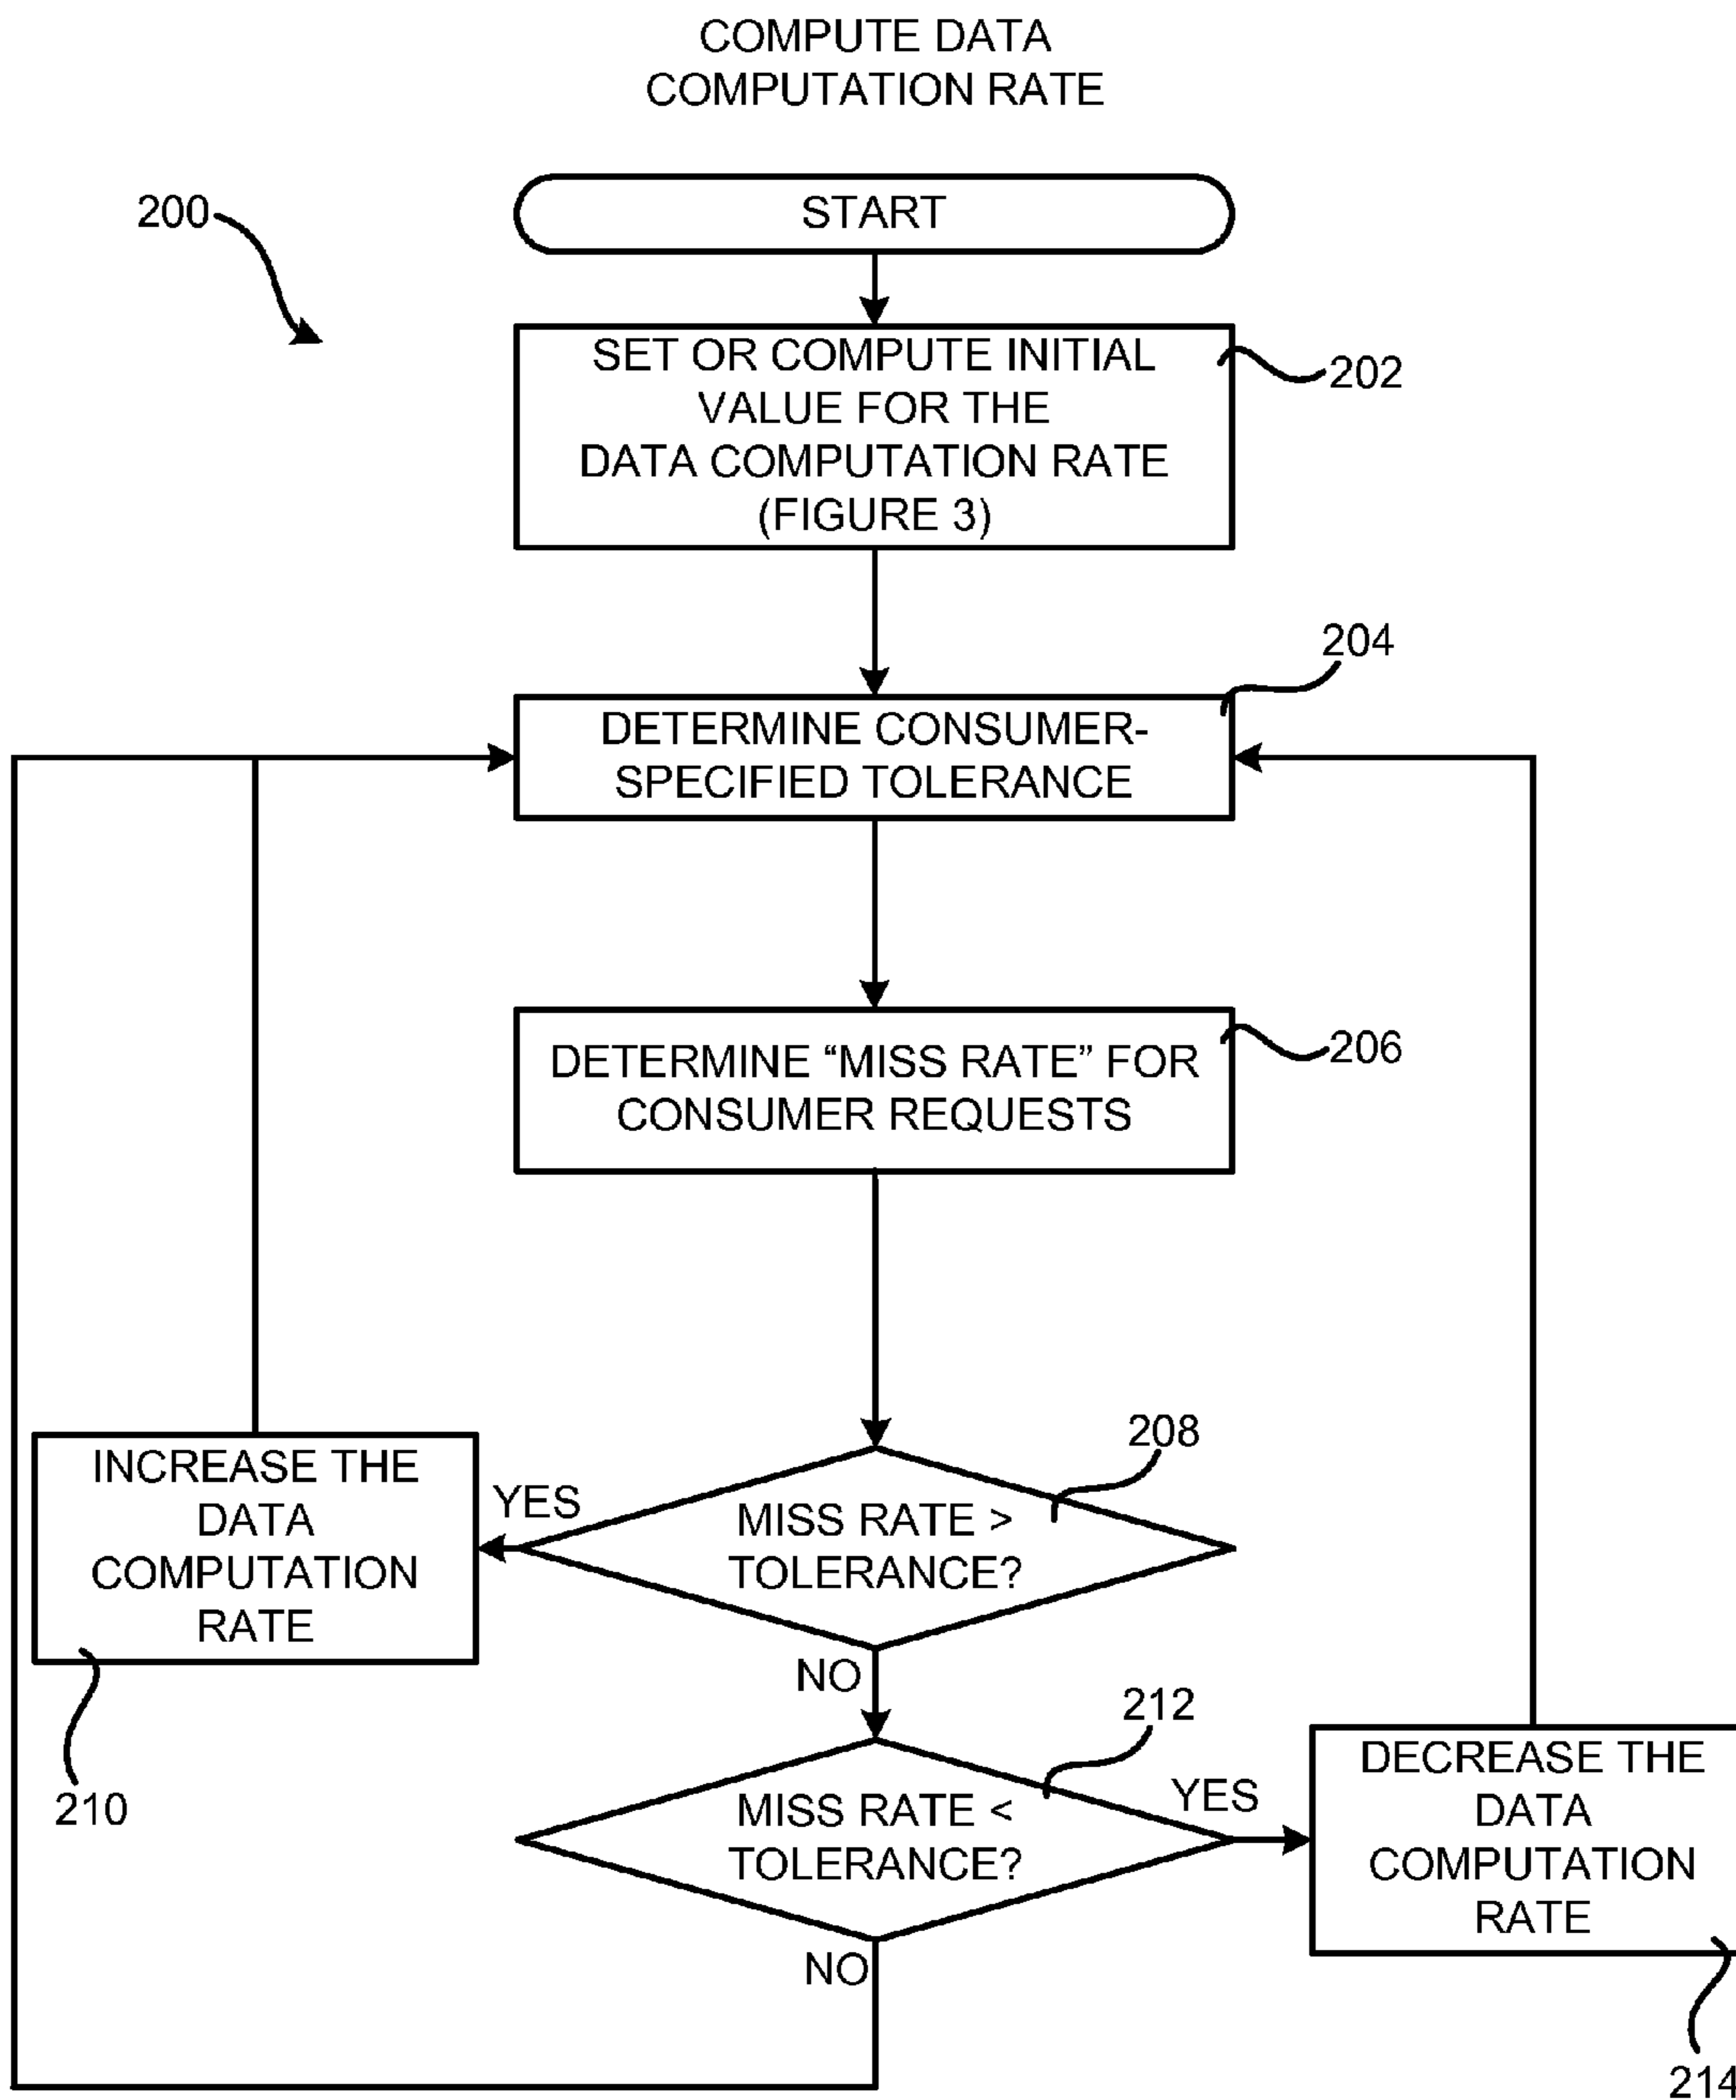 COMPUTE DATA
COMPUTATION RATE
200
START
SET OR COMPUTE INITIAL
VALUE FOR THE
DATA COMPUTATION RATE
(FIGURE 3)
202
204
DETERMINE CONSUMER-
SPECIFIED TOLERANCE
DETERMINE “MISS RATE” FOR
CONSUMER REQUESTS
206
208
INCREASE THE
DATA
COMPUTATION
RATE
YES
MISS RATE >
TOLERANCE?
210
NO
212
MISS RATE <
TOLERANCE?
YES
DECREASE THE
DATA
COMPUTATION
RATE
NO
214